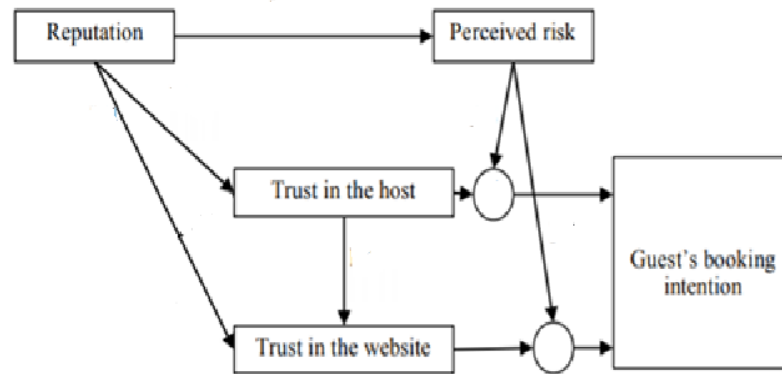 Reputation
Perceived risk
Trust in the host
Guest's booking
intention
Trust in the website